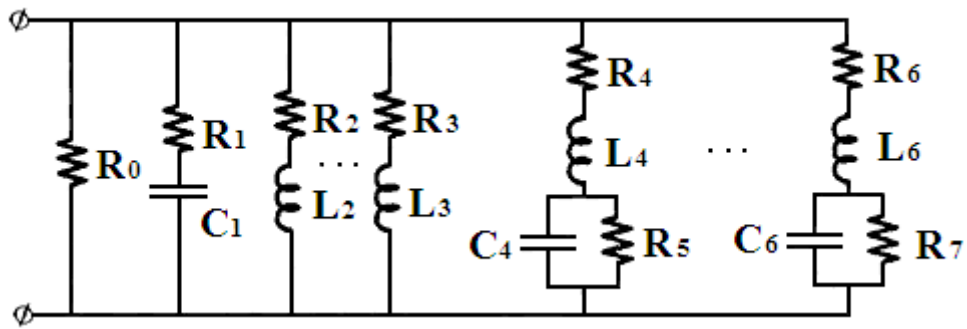 R4
R6
R1
R2
R3
R0
L4
L6
. . .
. . .
C1
L2
L3
C4
R5
C6
R7